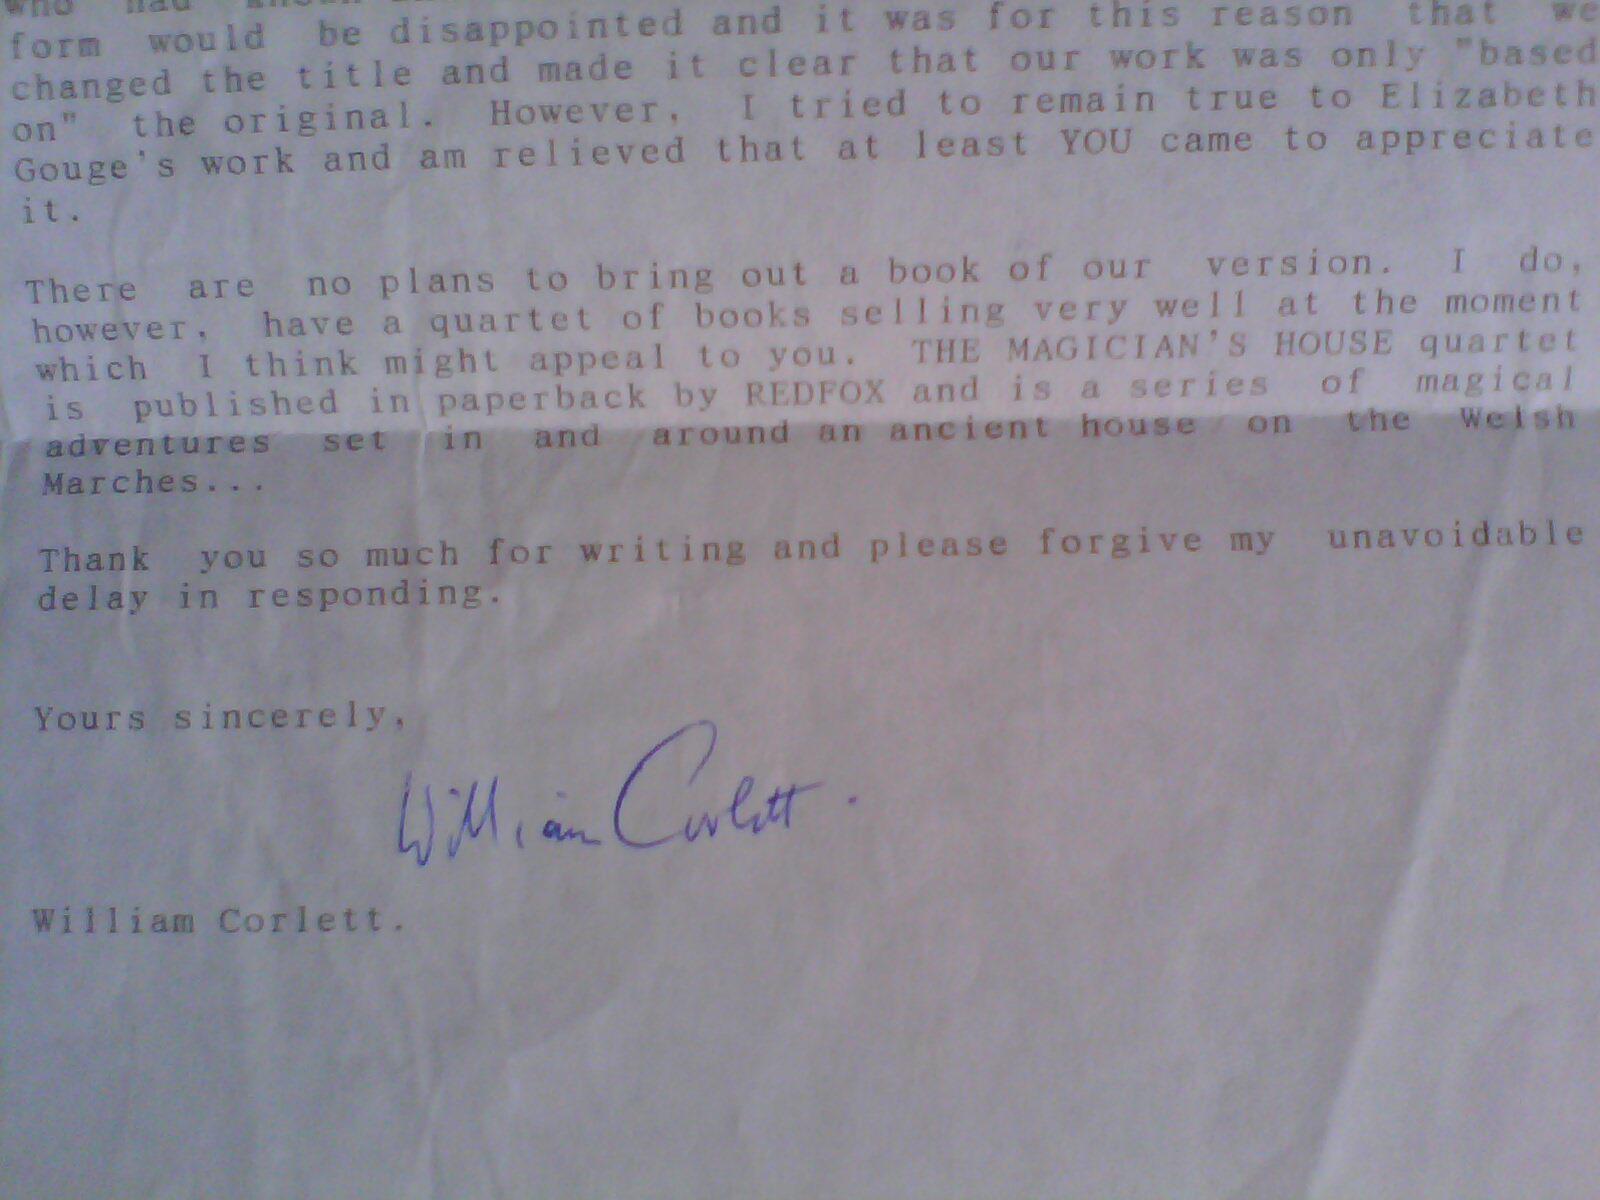 who had
form would be disappointed and it was for this reason that we
changed the title and made it clear that our work was only "based
on" the original. However, I tried to remain true to Elizabeth
Gouge's work and am relieved that at least YOU came to appreciate
it.
There are no plans to bring out a book of our version. I do,
however, have a quartet of books selling very well at the moment
which I think might appeal to you. THE MAGICIAN'S HOUSE quartet
is published in paperback by REDFOX and is a series of magical
adventures set in and around an ancient house on the Welsh
Marches...
Thank you so much for writing and please forgive my unavoidable
delay in responding.
Yours sincerely,
William Corlett.
William Corlett.